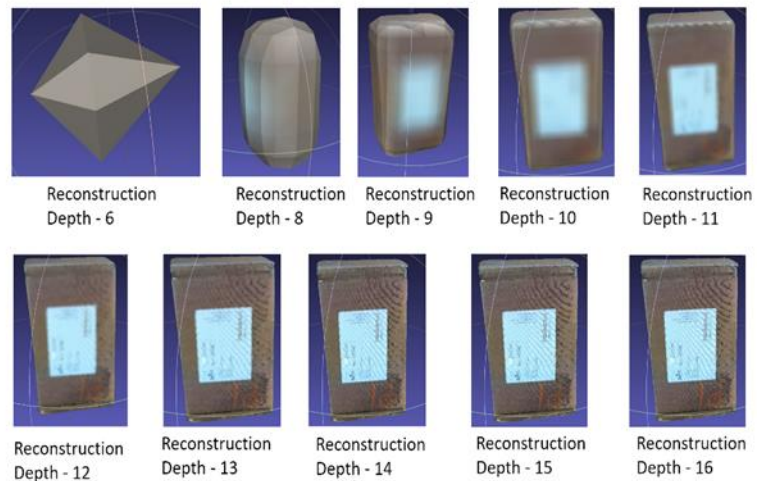 Reconstruction
Depth - 6
Reconstruction
Depth - 8
Reconstruction
Depth - 9
Reconstruction
Depth - 10
Reconstruction
Depth - 11
Reconstruction
Depth - 12
Reconstruction
Depth - 13
Reconstruction
Depth - 14
Reconstruction
Depth - 15
Reconstruction
Depth - 16